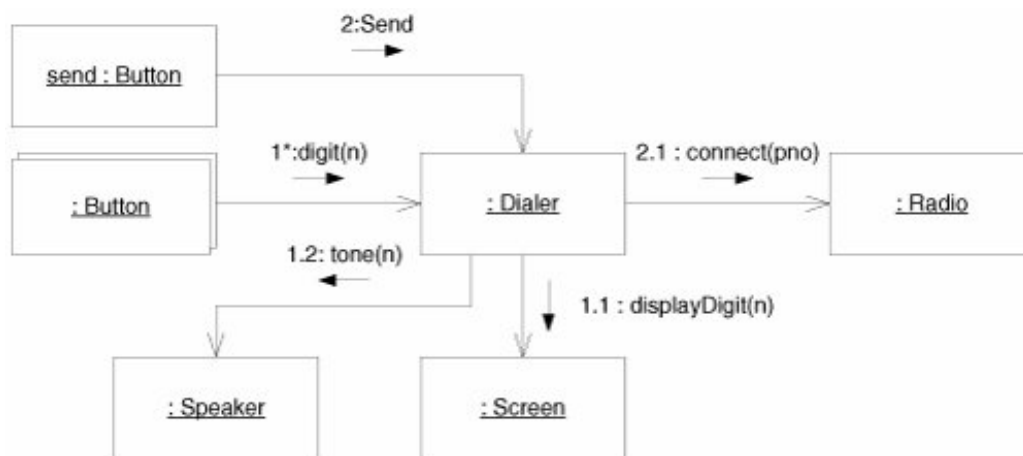 2:Send
send : Button
1*:digit(n)
2.1 : connect(pno)
: Button
: Dialer
: Radio
1.2: tone(n)
1.1 : displayDigit(n)
: Speaker
: Screen